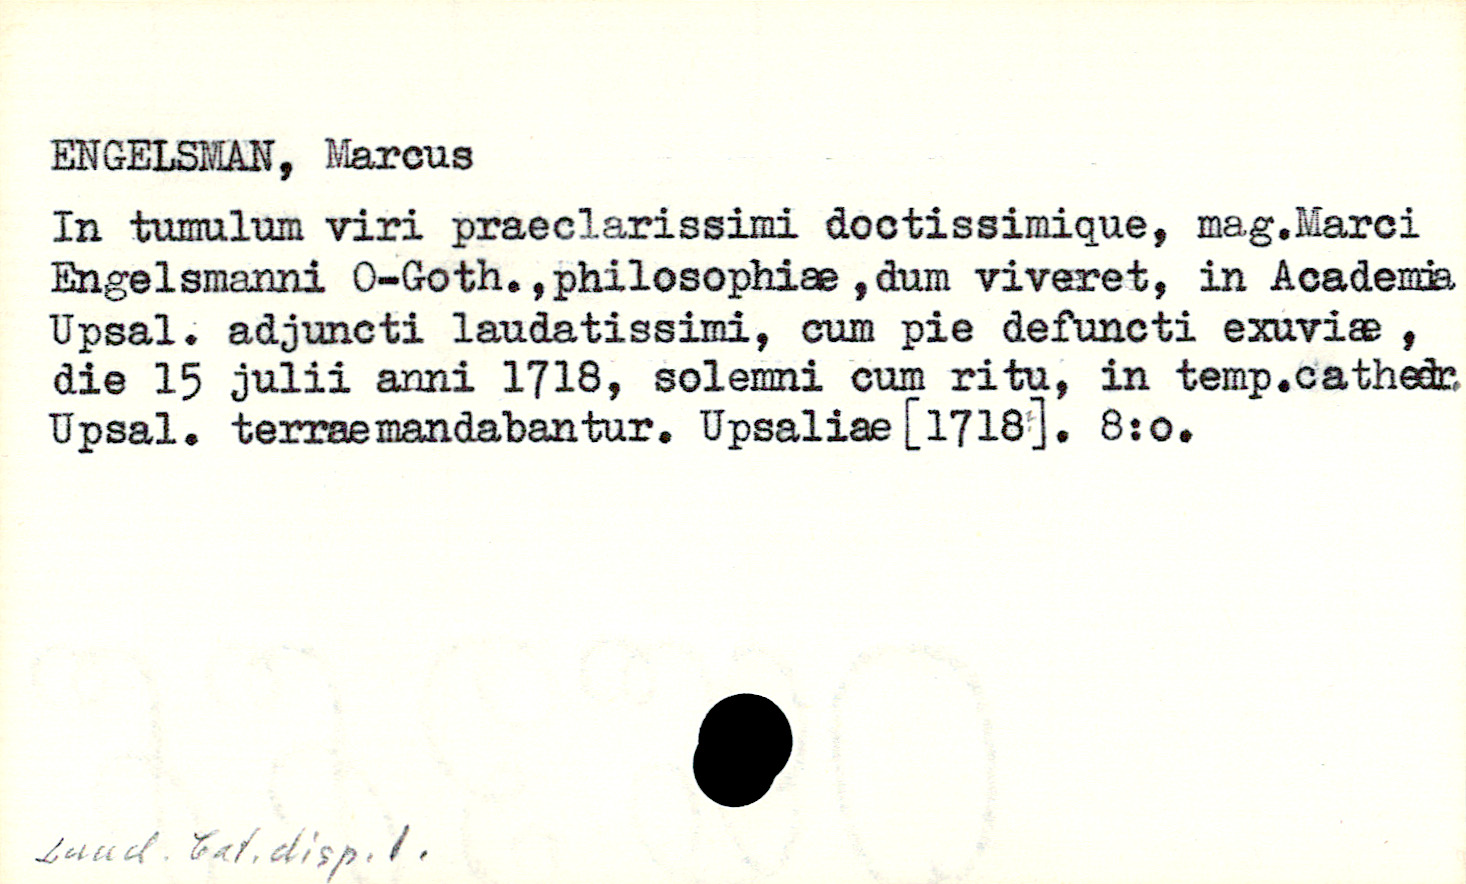 ENGELSMAN, Marcus
In tumulum viri praeclarissimi doctissimique, mag.Marci
Engelsmanni O-Goth.,philosophiæ ,dum viveret, in Academia
Upsal. adjuncti laudatissimi, cum pie defuncti exuviæ ,
die 15 julii anni 1718, solemni cum ritu, in temp.cathedr.
Upsal. terraemandabantur. Upsaliae [1718]. 8:o.
Lund. Cat.disp.1.